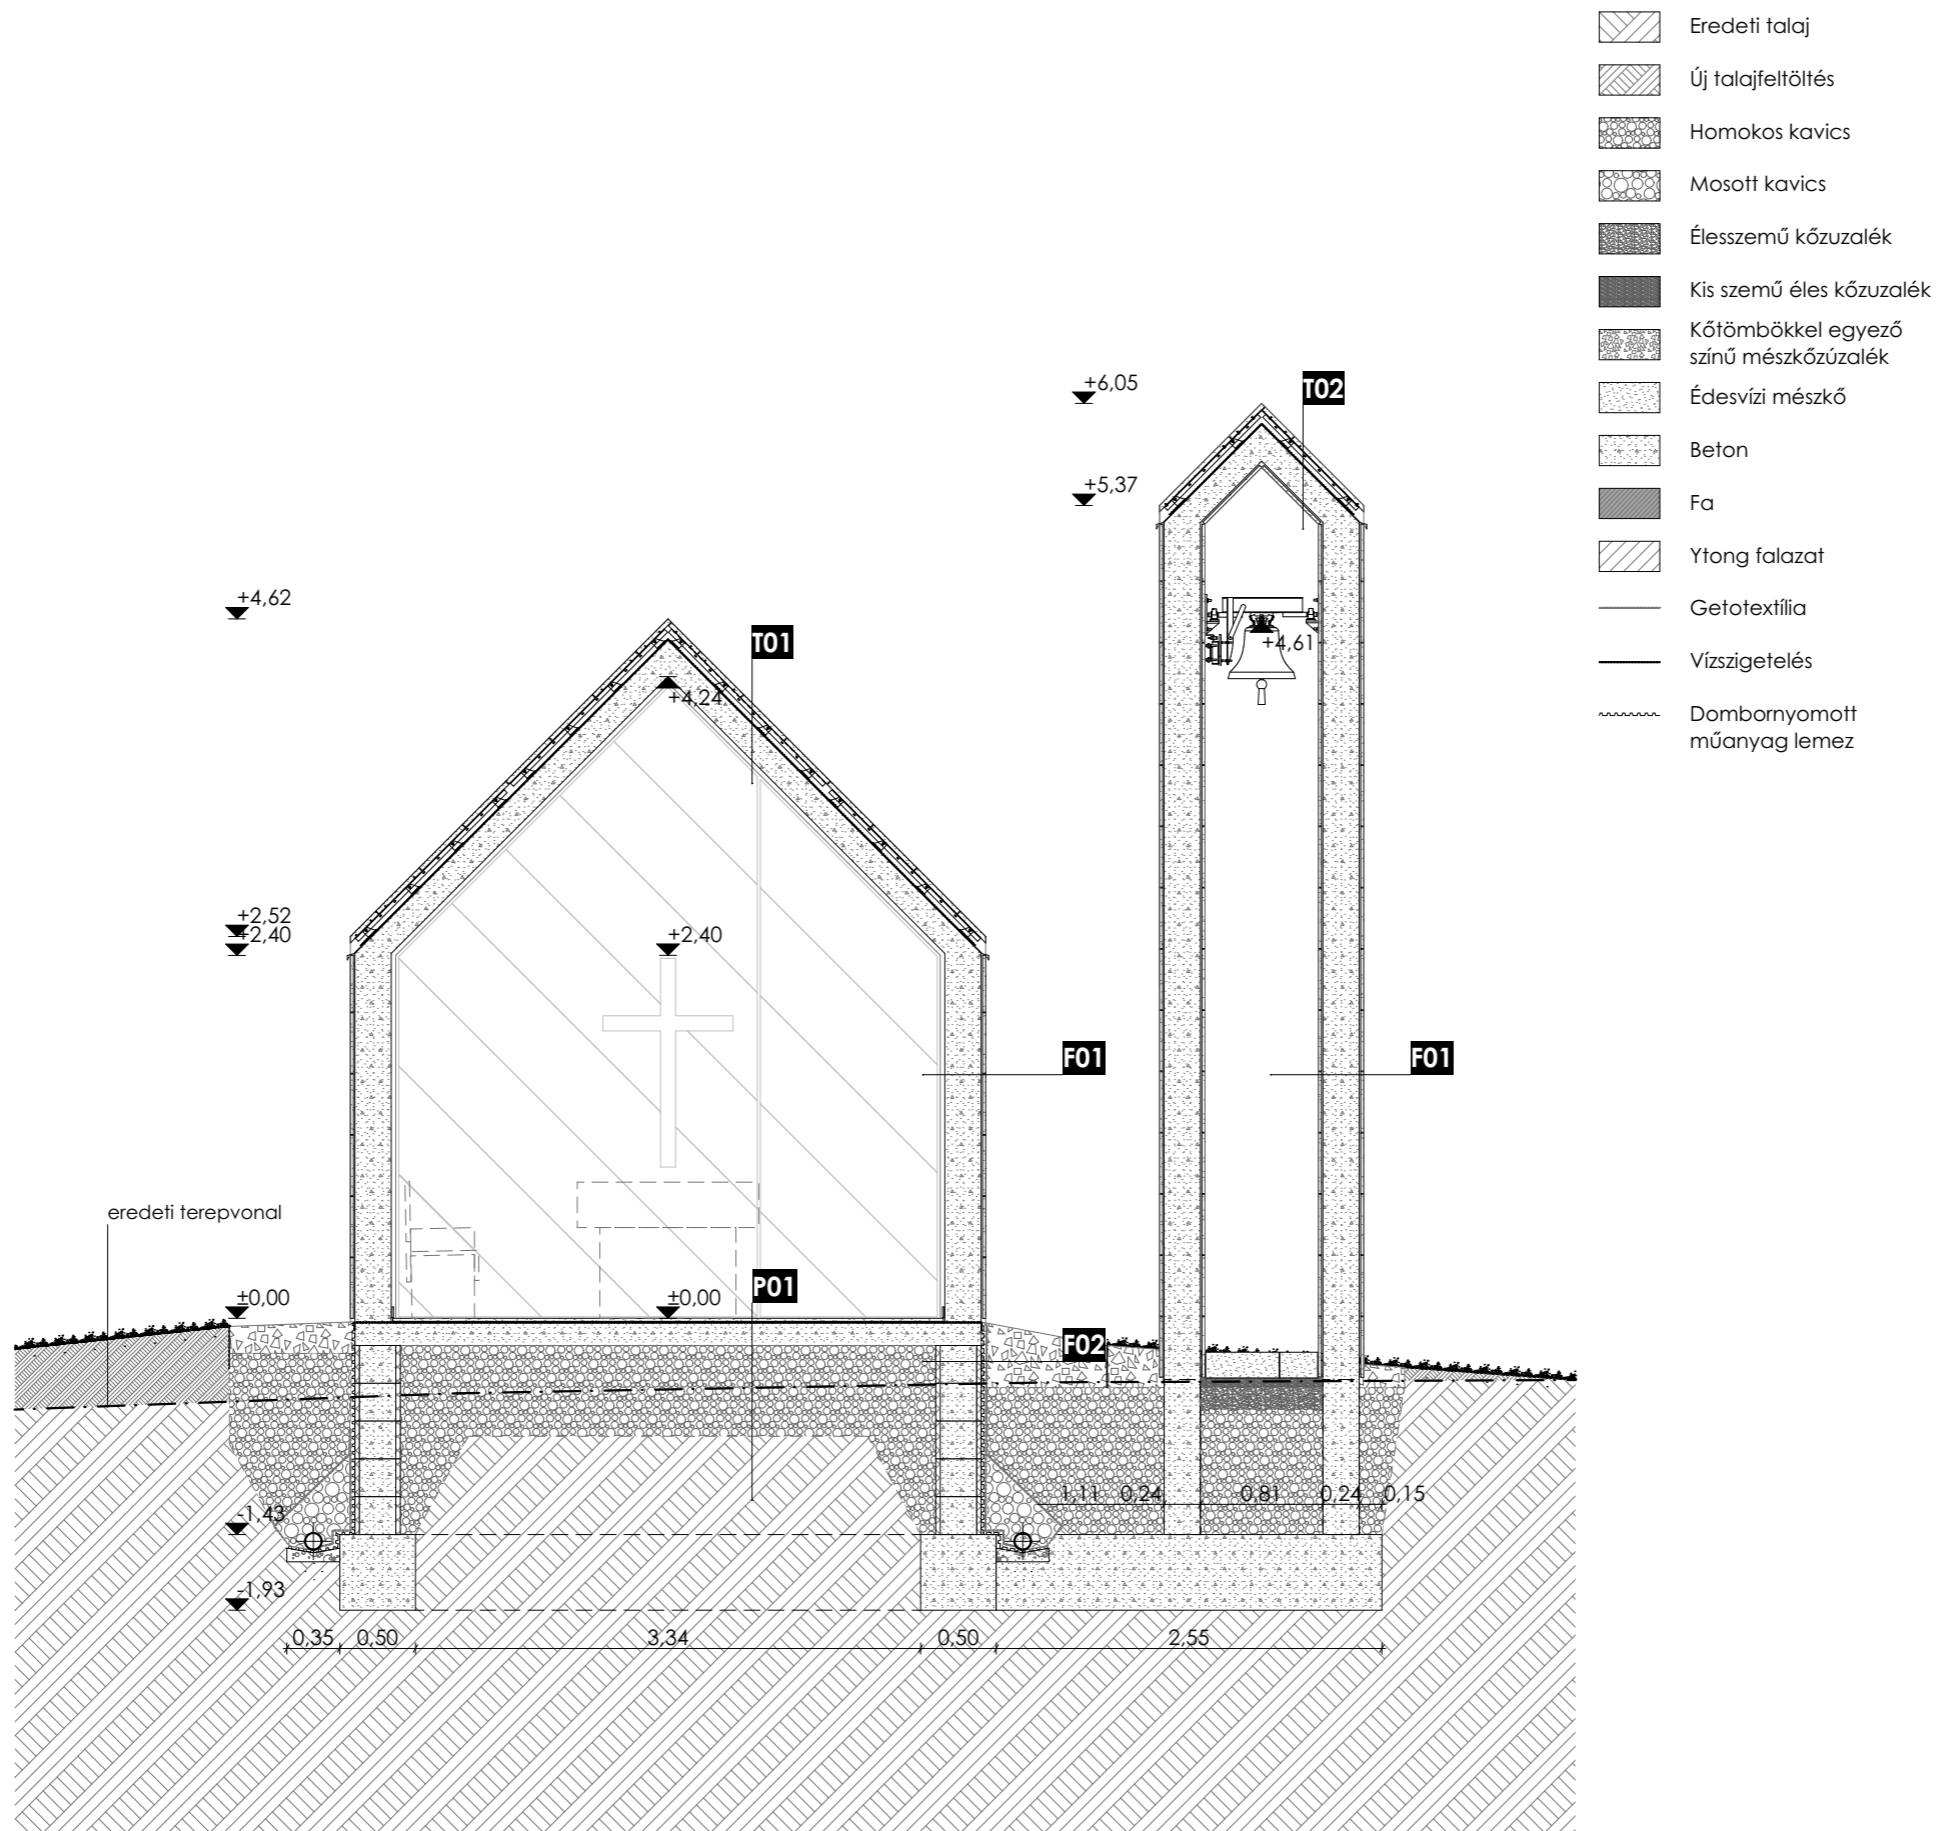 Eredeti talaj
Új talajfeltöltés
Homokos kavics
Mosott kavics
Élesszemű kőzuzalék
Kis szemű éles kőzuzalék
Kőtömbökkel egyező
színű mészkőzúzalék
Édesvízi mészkő
Beton
Fa
Ytong falazat
Getotextília
Vízszigetelés
Dombornyomott
műanyag lemez
+6,05
T02
+5,37
+4,62
T01
+4,61
+4,24
+2,52
+2,40
+2,40
F01
F01
eredeti terepvonal
±0,00
±0,00
P01
F02
-1,43
1,11 0,24 0,81 0,24 0,15
-1,93
0,35 0,50 3,34 0,50 2,55